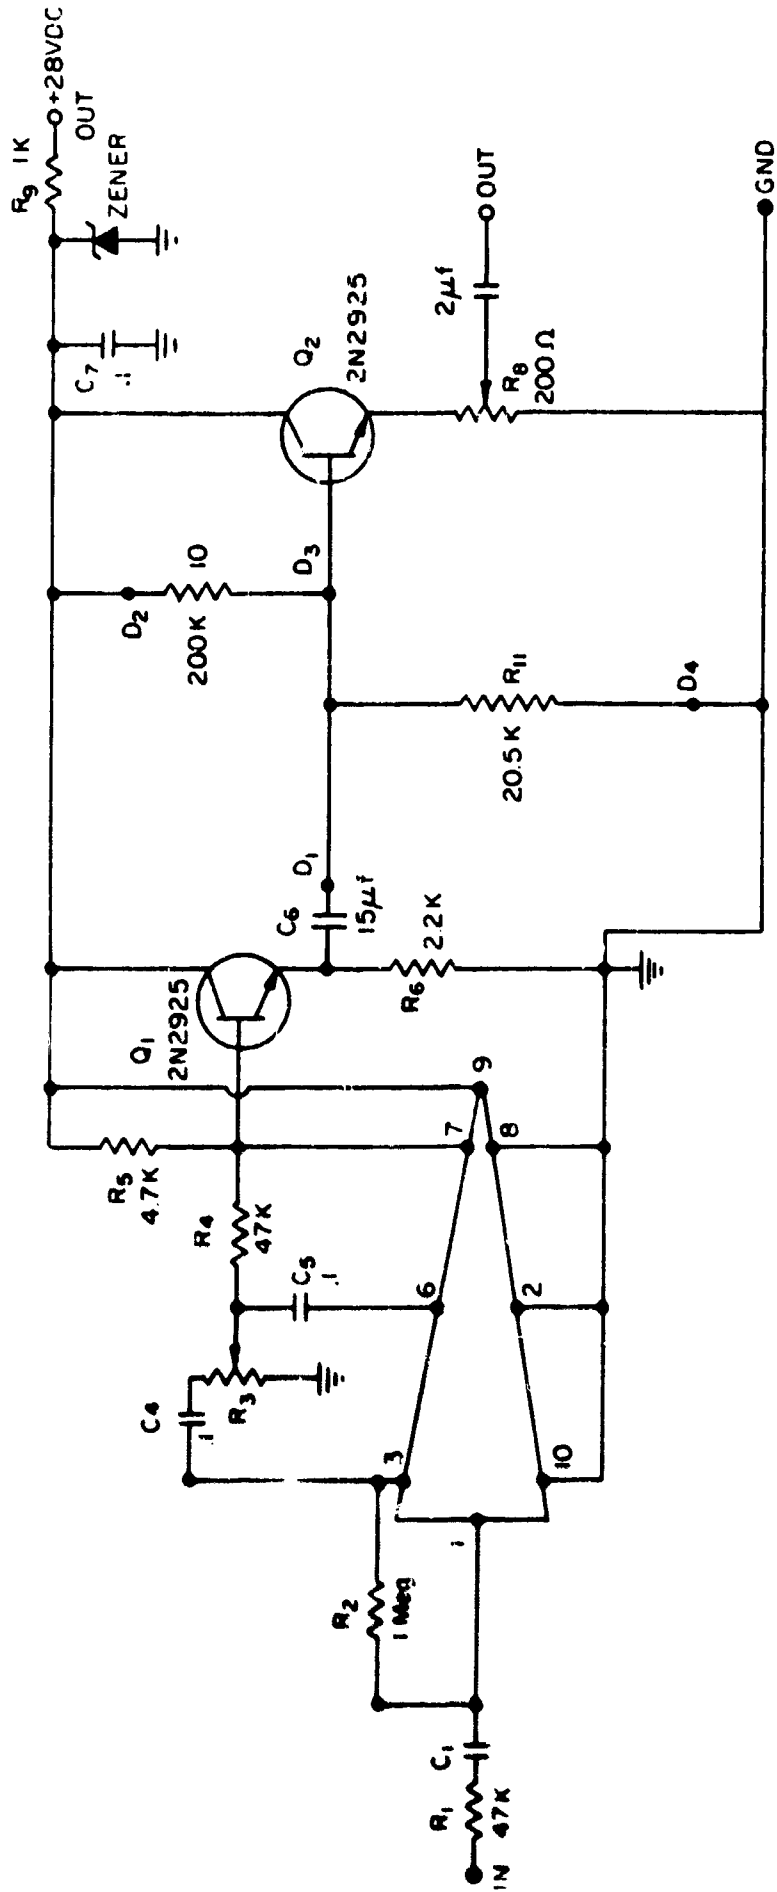 R9 1K
+28VDC
OUT
ZENER
C7
.1
Q2
2N2925
2µf
OUT
R8
200Ω
GND
D2
10
200K
D3
R11
20.5K
D4
Q1
2N2925
C6
15µf
D1
R6
2.2K
R5
4.7K
R4
47K
C5
.1
C4
.1
R3
3
6
7
9
8
2
10
1
R2
1 Meg
C1
R1
47K
IN